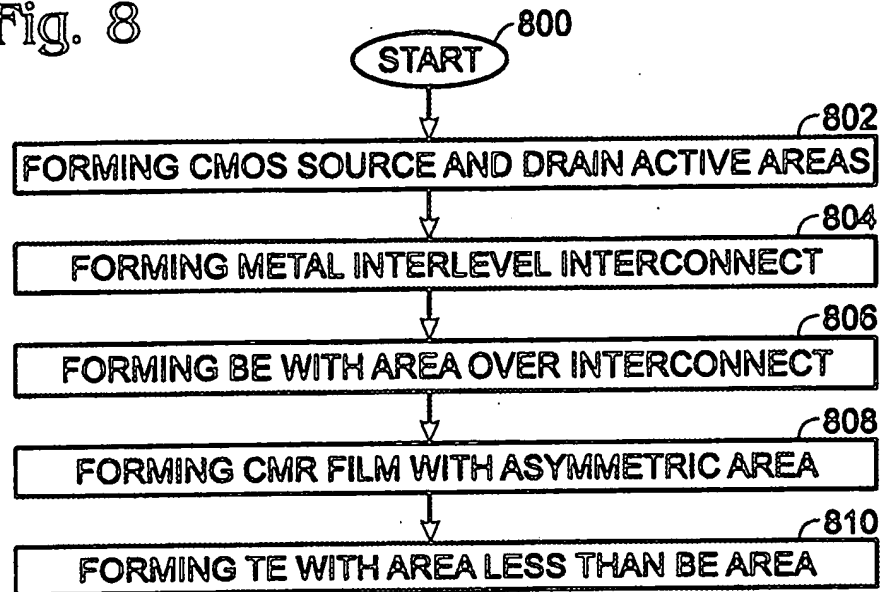 Fig. 8
800
START
802
FORMING CMOS SOURCE AND DRAIN ACTIVE AREAS
804
FORMING METAL INTERLEVEL INTERCONNECT
806
FORMING BE WITH AREA OVER INTERCONNECT
808
FORMING CMR FILM WITH ASYMMETRIC AREA
810
FORMING TE WITH AREA LESS THAN BE AREA